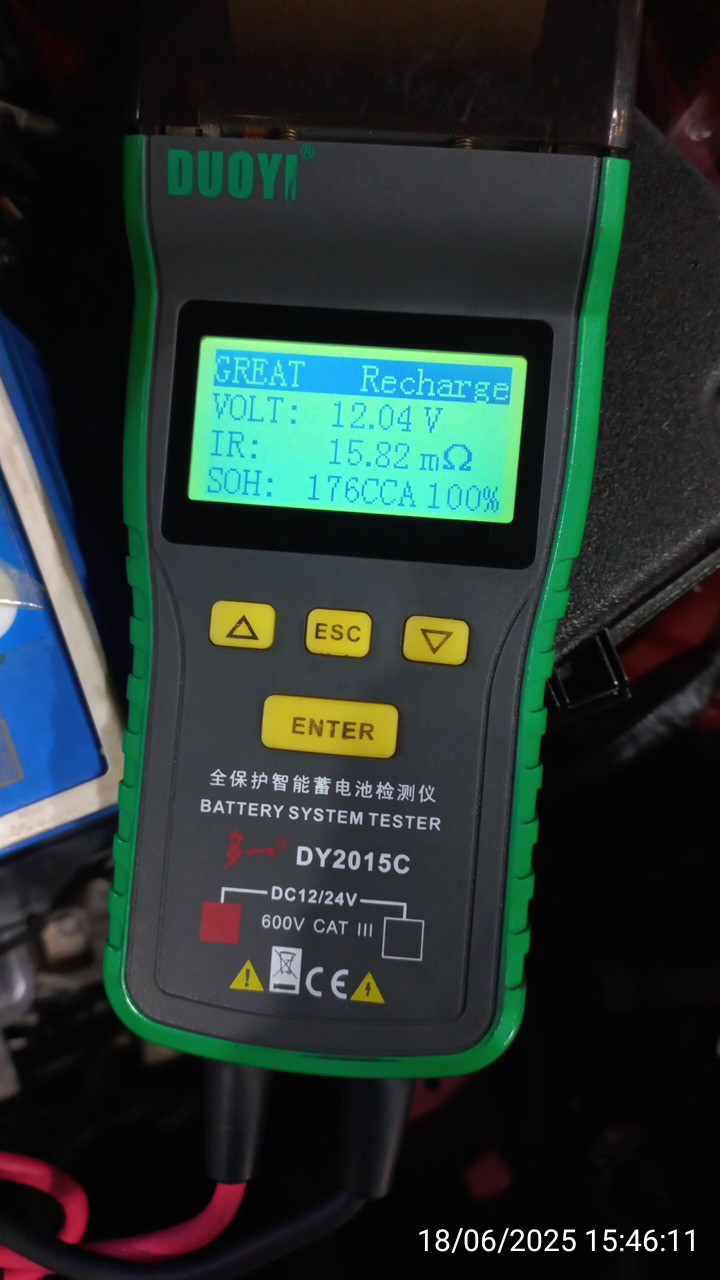 DUOYI®
GREAT Recharge
VOLT: 12.04 V
IR: 15.82 mΩ
SOH: 176CCA 100%
ESC
ENTER
全保护智能蓄电池检测仪
BATTERY SYSTEM TESTER
多一® DY2015C
DC12/24V
600V CAT III
CE
18/06/2025 15:46:11